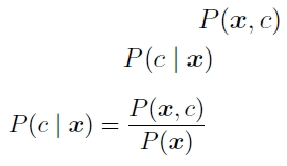 P(x, c)
P(c | x)
P(c | x) = P(x, c) / P(x)